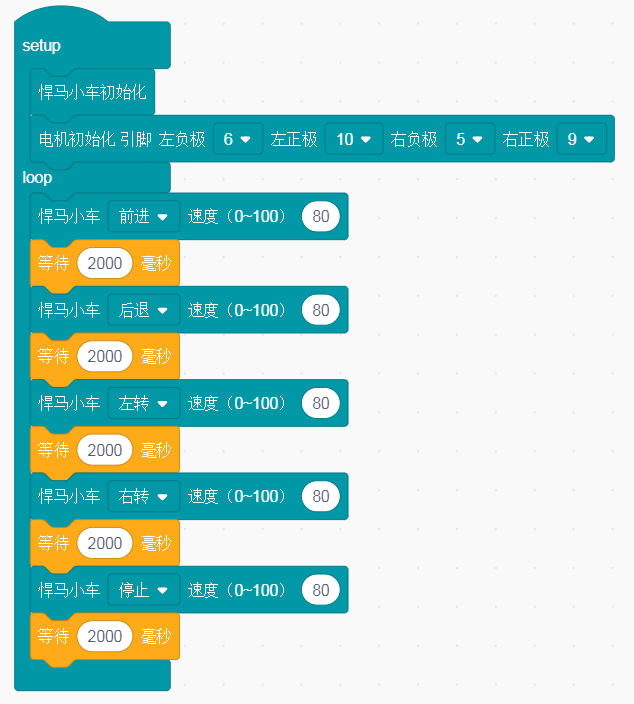 setup
悍马小车初始化
电机初始化 引脚 左负极 6 左正极 10 右负极 5 右正极 9
loop
悍马小车 前进 速度（0~100） 80
等待 2000 毫秒
悍马小车 后退 速度（0~100） 80
等待 2000 毫秒
悍马小车 左转 速度（0~100） 80
等待 2000 毫秒
悍马小车 右转 速度（0~100） 80
等待 2000 毫秒
悍马小车 停止 速度（0~100） 80
等待 2000 毫秒